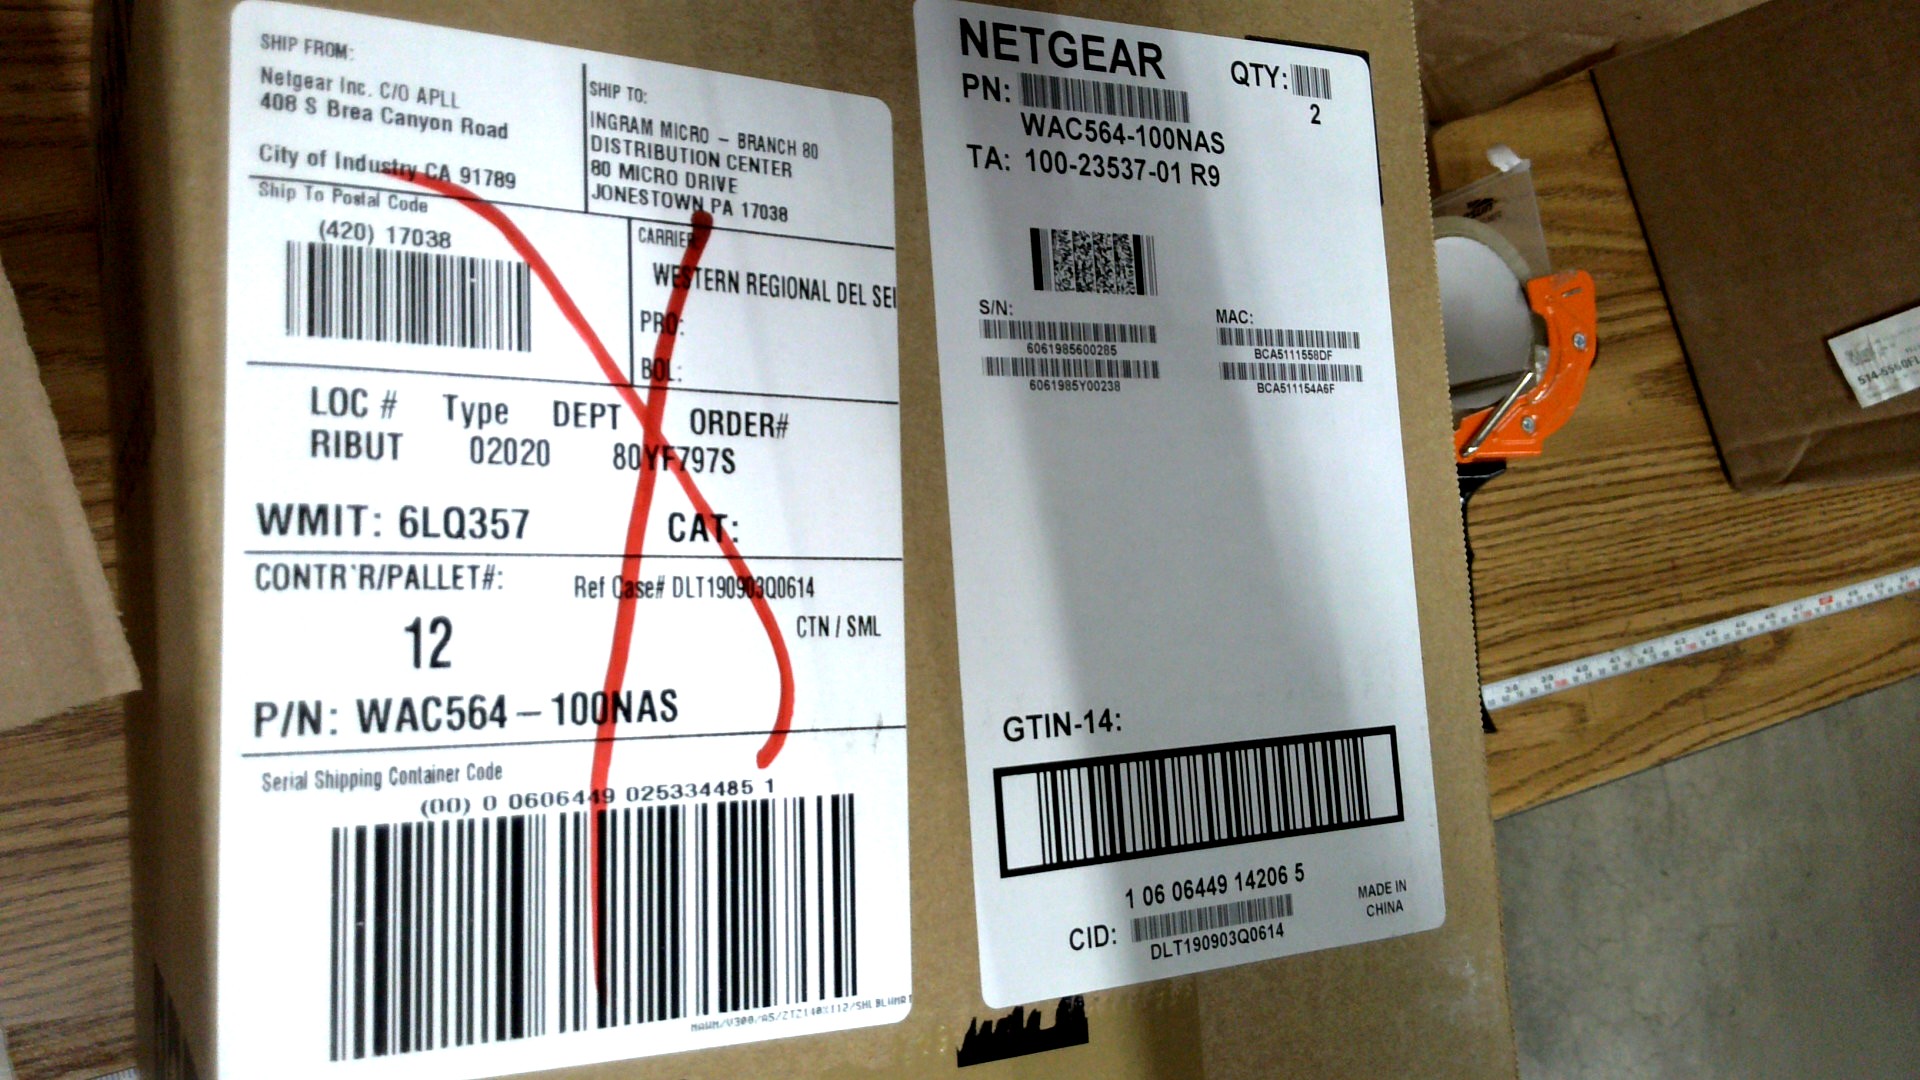 SHIP FROM:
Netgear Inc. C/O APLL
408 S Brea Canyon Road
City of Industry CA 91789
SHIP TO:
INGRAM MICRO – BRANCH 80
DISTRIBUTION CENTER
80 MICRO DRIVE
JONESTOWN PA 17038
Ship To Postal Code
(420) 17038
CARRIER
WESTERN REGIONAL DEL SE
PRO:
BOL:
LOC # Type DEPT ORDER#
RIBUT 02020 80YF797S
WMIT: 6LQ357 CAT:
CONTR'R/PALLET#:
12
Ref Case# DLT190903Q0614
CTN / SML
P/N: WAC564 – 100NAS
Serial Shipping Container Code
(00) 0 0606449 025334485 1
NETGEAR
QTY:
2
PN:
WAC564-100NAS
TA: 100-23537-01 R9
S/N:
6061985600285
6061985Y00238
MAC:
BCA5111558DF
BCA511154A6F
GTIN-14:
1 06 06449 14206 5
CID:
DLT190903Q0614
MADE IN
CHINA